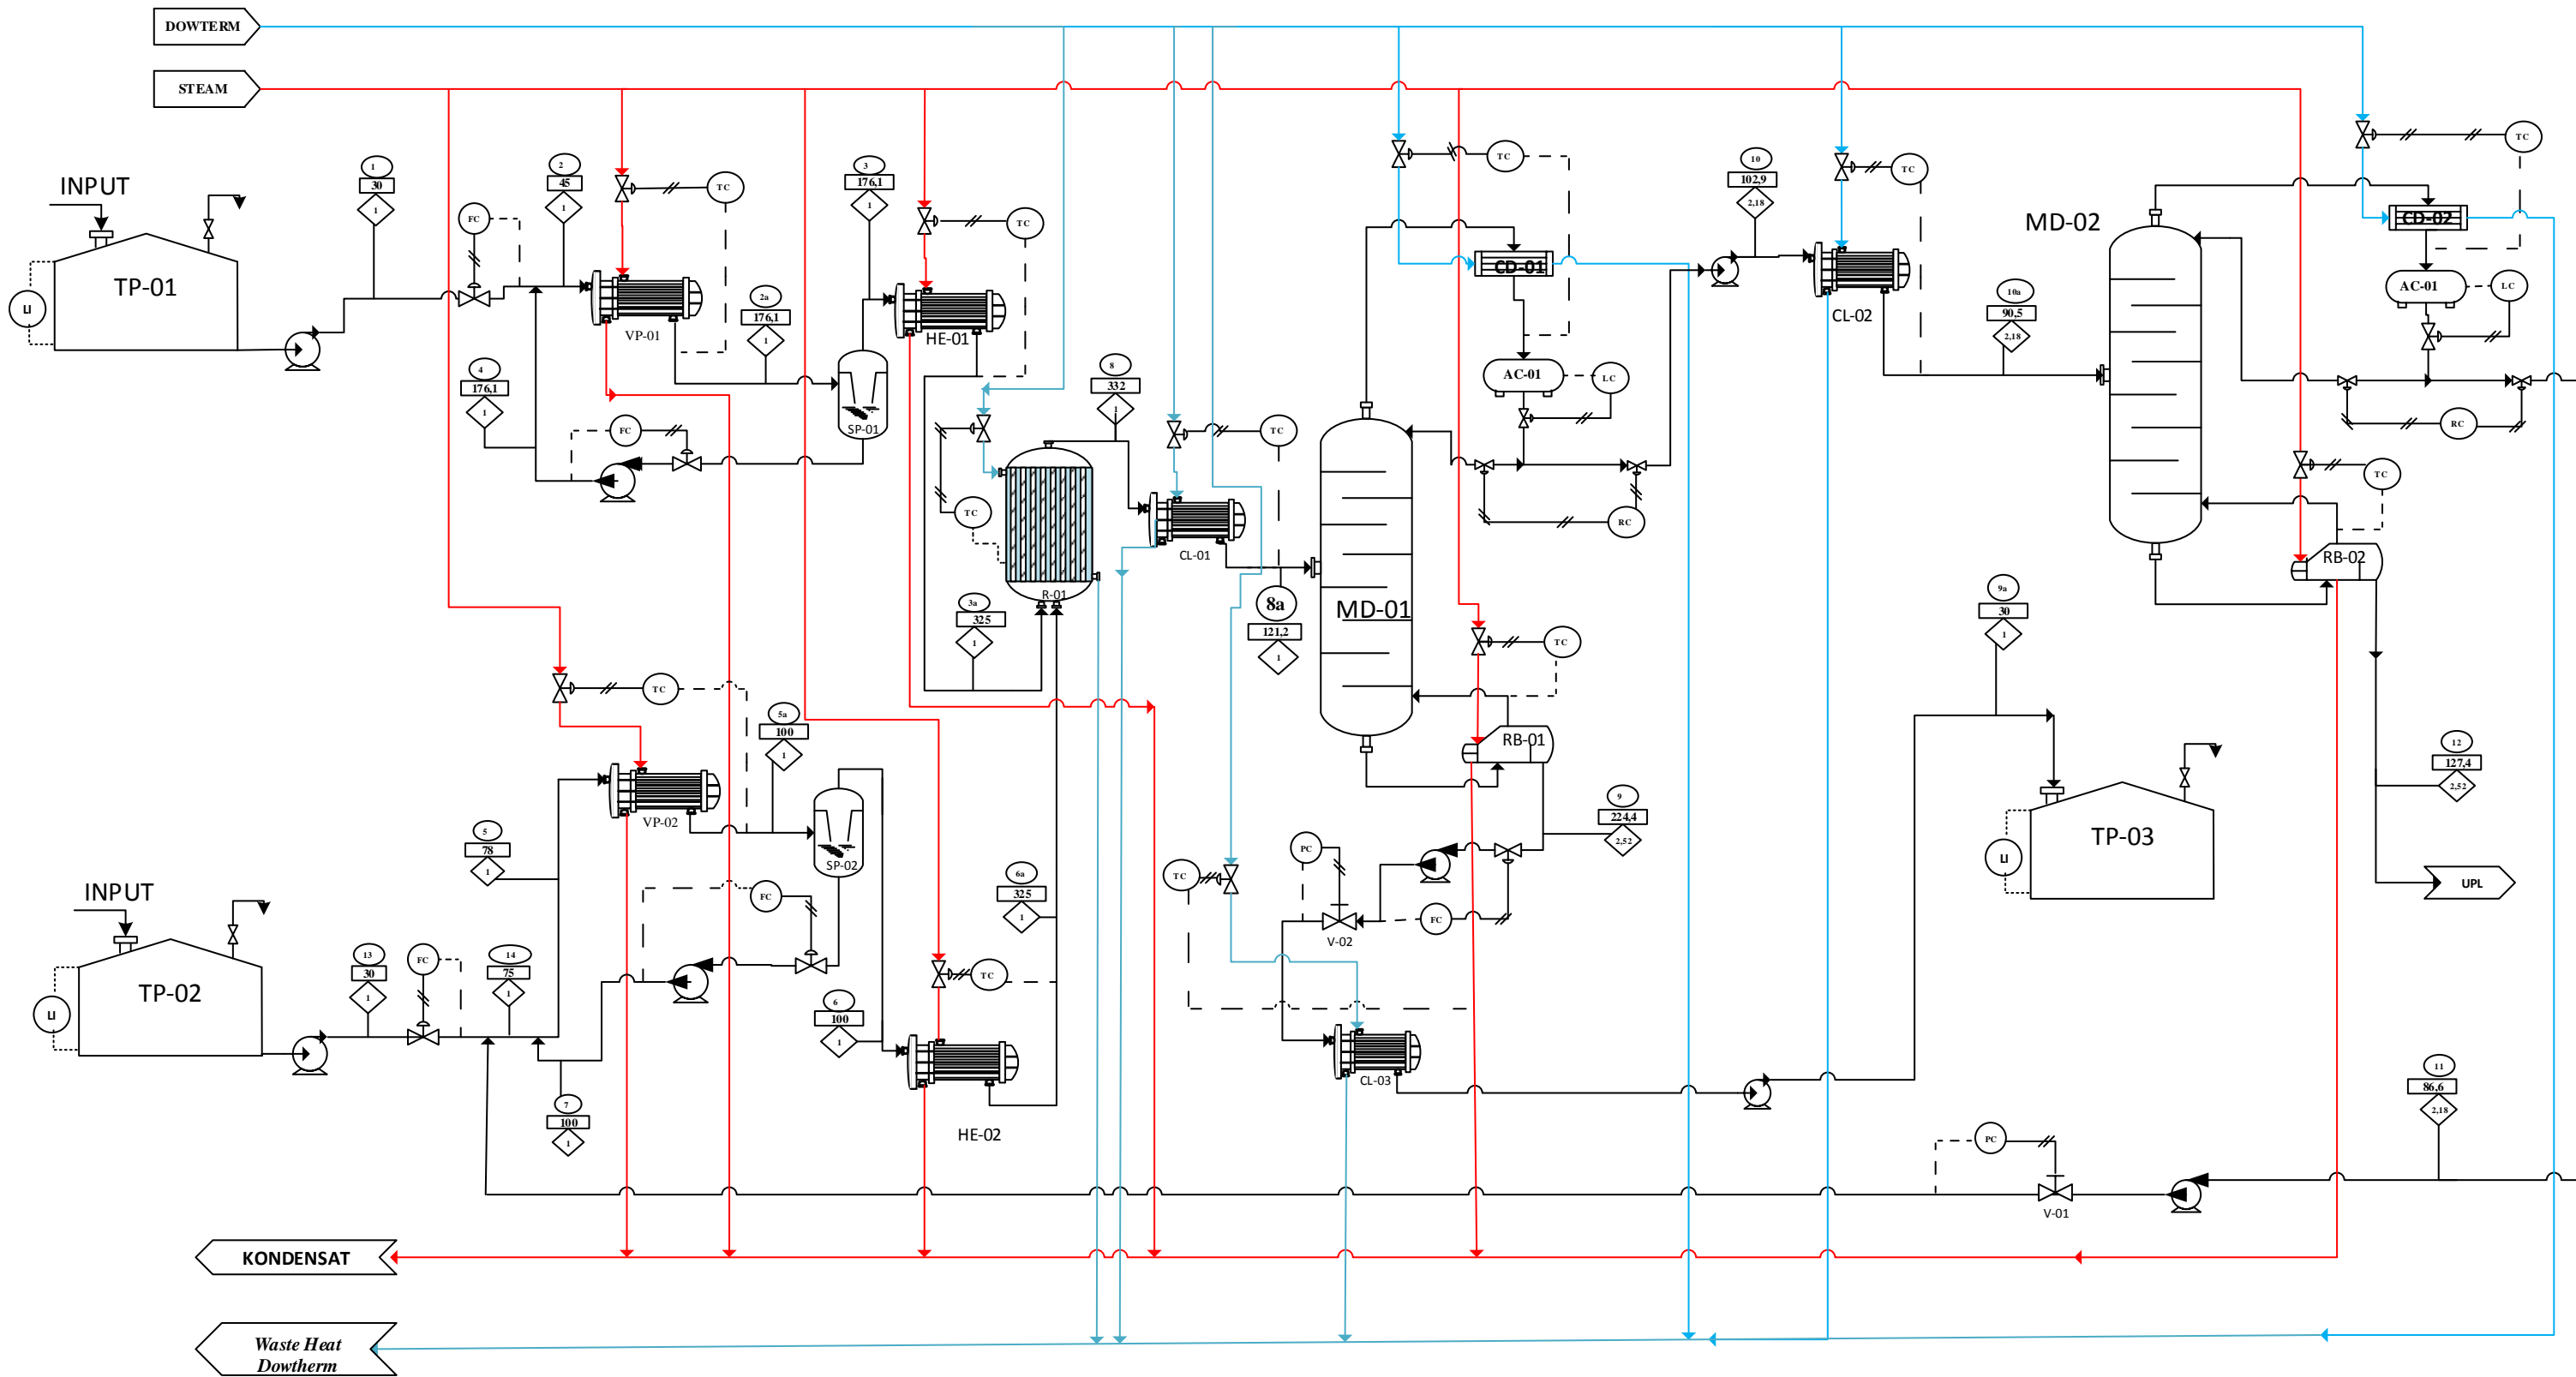 DOWTERM
STEAM
INPUT
TP-01
LI
1
30
1
FC
2
45
1
VP-01
TC
2a
176,1
1
3
176,1
1
SP-01
HE-01
TC
4
176,1
1
FC
TC
3a
325
1
R-01
8
332
1
CL-01
TC
8a
121,2
1
MD-01
TC
CD-01
AC-01
LC
RC
TC
RB-01
10
102,9
2,18
CL-02
TC
10a
90,5
2,18
MD-02
TC
CD-02
AC-01
LC
RC
TC
RB-02
9a
30
1
TP-03
LI
12
127,4
2,52
UPL
9
224,4
2,52
PC
V-02
FC
TC
CL-03
TC
VP-02
5a
100
1
SP-02
5
78
1
FC
6a
325
1
6
100
1
TC
HE-02
INPUT
TP-02
LI
13
30
1
FC
14
75
1
7
100
1
11
86,6
2,18
PC
V-01
KONDENSAT
Waste Heat
Dowtherm